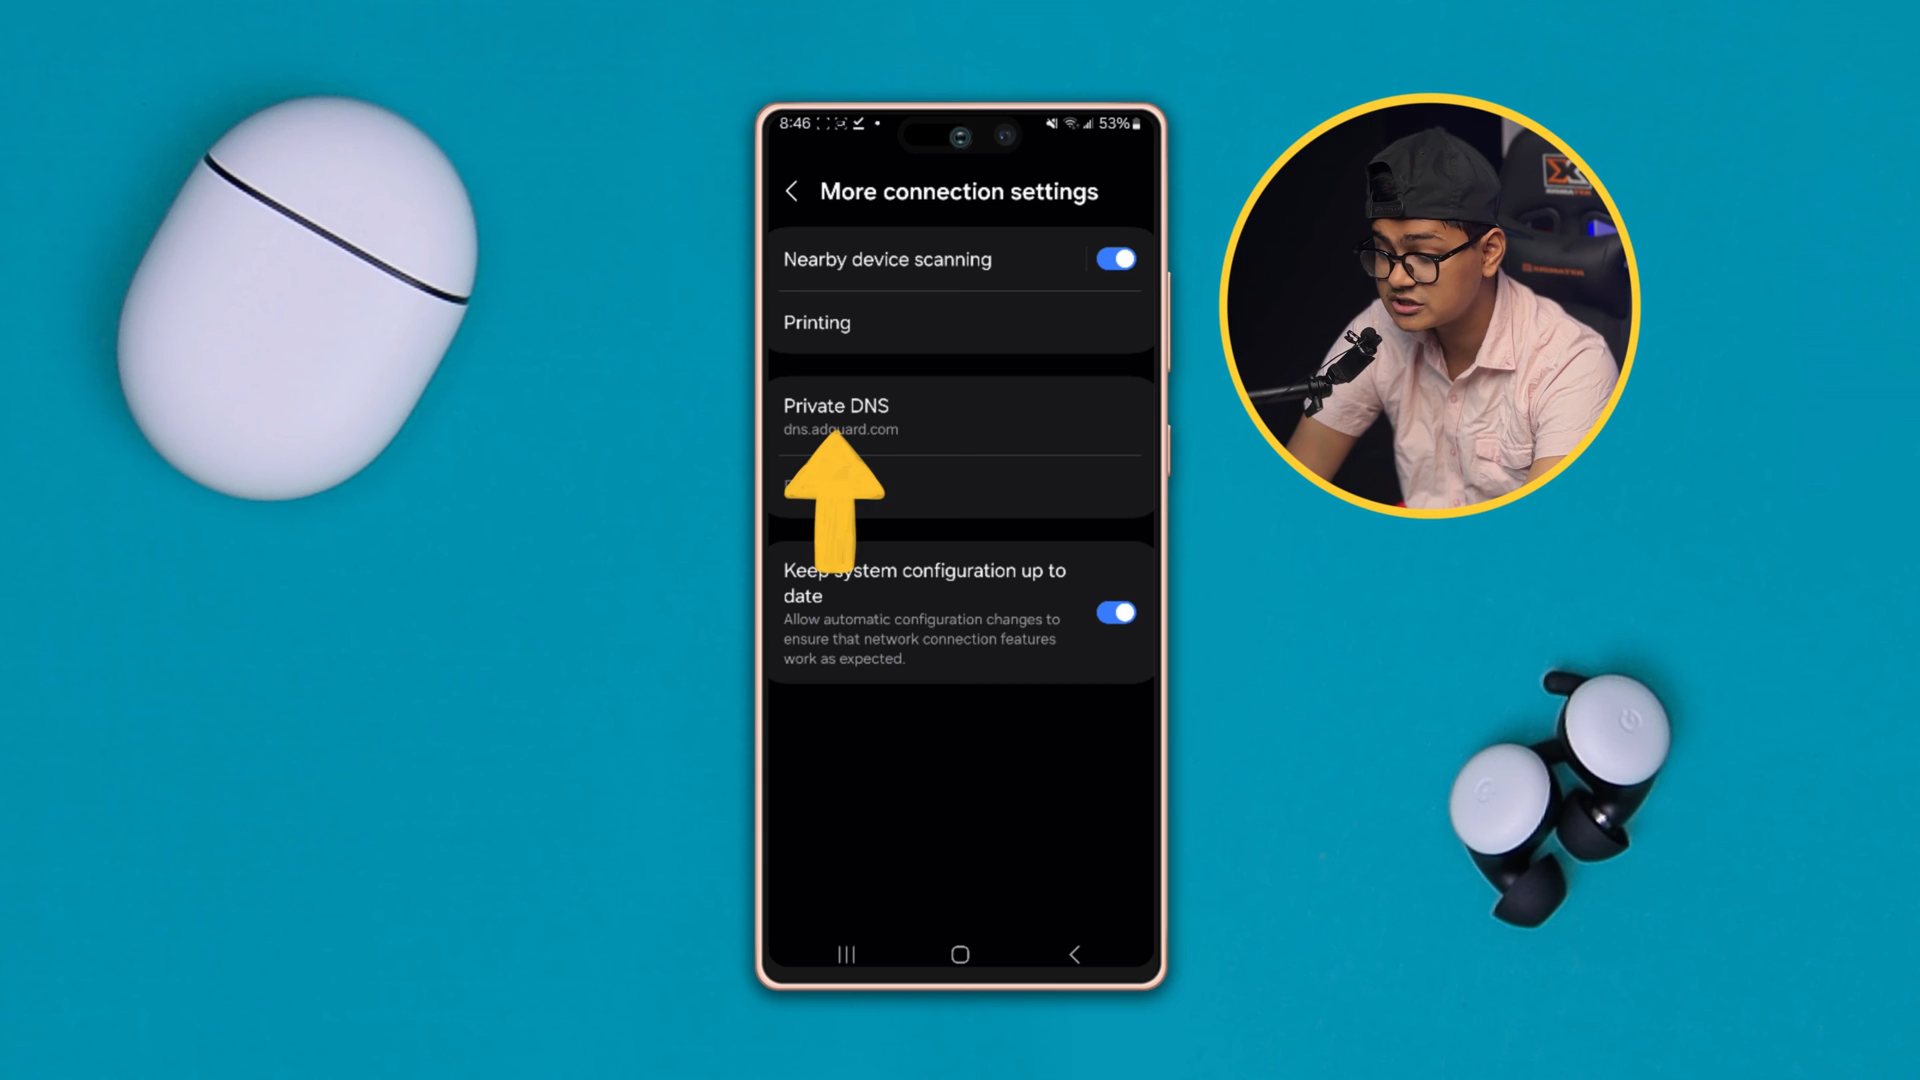 8:46
53%
More connection settings
Nearby device scanning
Printing
Private DNS
dns.adguard.com
Keep system configuration up to
date
Allow automatic configuration changes to
ensure that network connection features
work as expected.